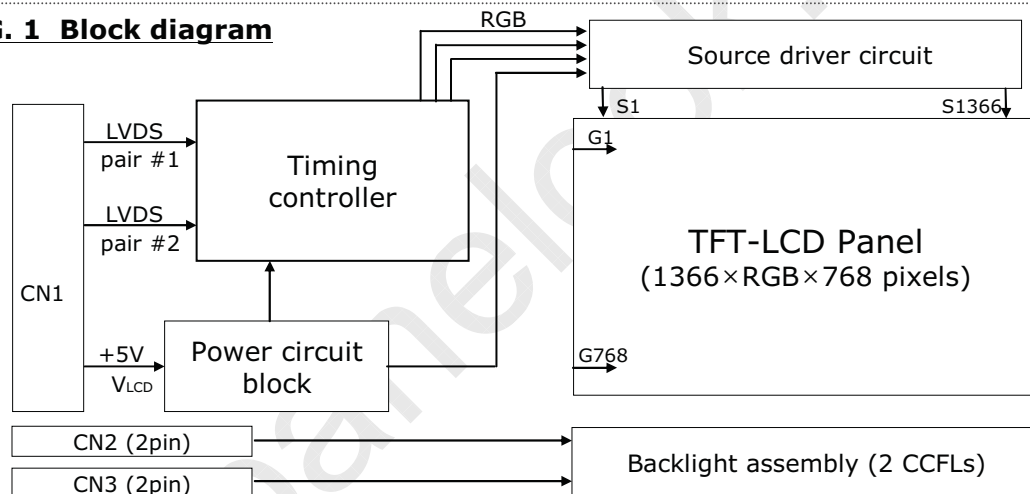 G. 1 Block diagram
RGB
Source driver circuit
S1
S1366
CN1
LVDS
pair #1
LVDS
pair #2
Timing
controller
G1
TFT-LCD Panel
(1366×RGB×768 pixels)
+5V
VLCD
Power circuit
block
G768
CN2 (2pin)
CN3 (2pin)
Backlight assembly (2 CCFLs)